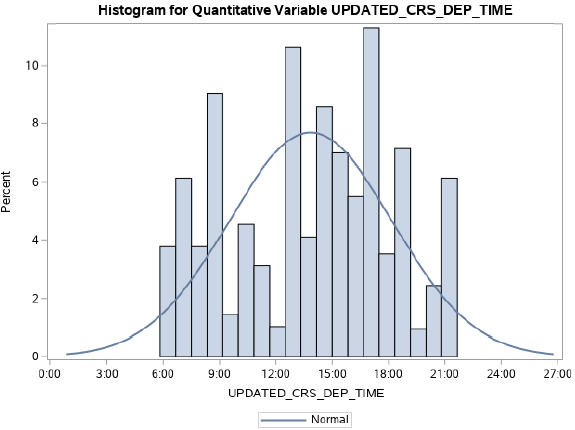 Histogram for Quantitative Variable UPDATED_CRS_DEP_TIME
10
8
6
4
2
0
Percent
0:00 3:00 6:00 9:00 12:00 15:00 18:00 21:00 24:00 27:00
UPDATED_CRS_DEP_TIME
Normal